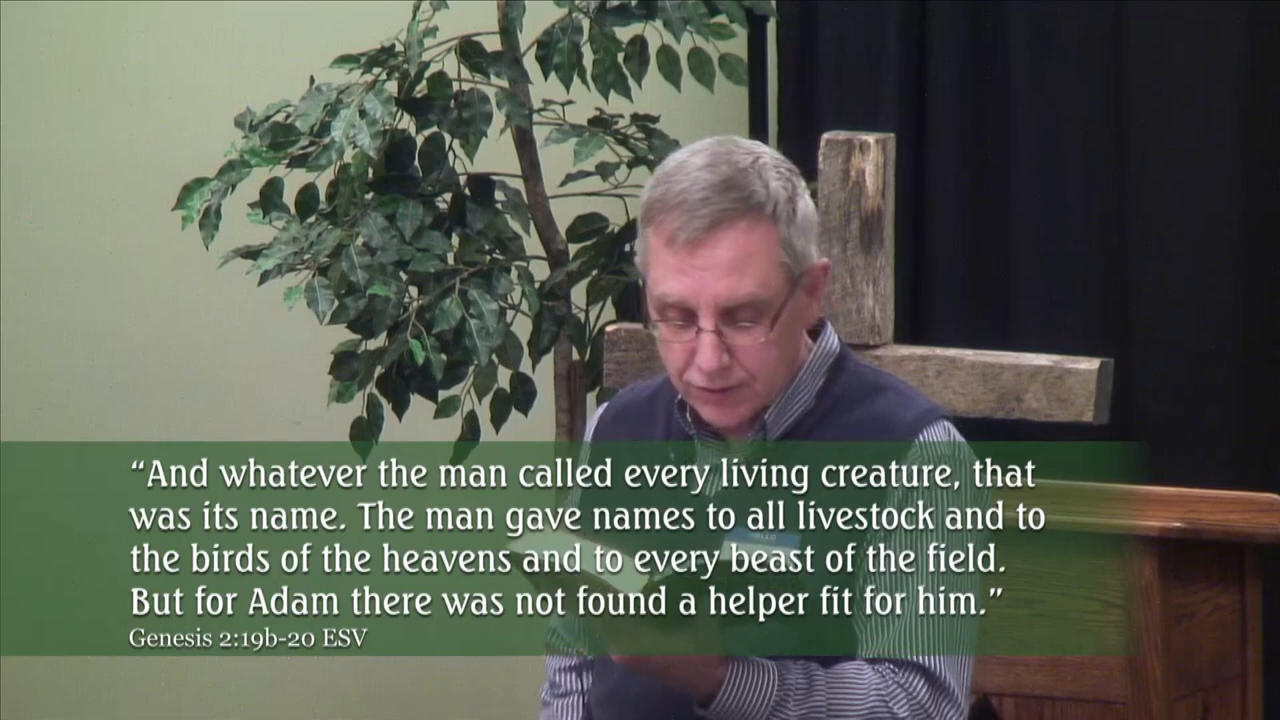 “And whatever the man called every living creature, that
was its name. The man gave names to all livestock and to
the birds of the heavens and to every beast of the field.
But for Adam there was not found a helper fit for him.”
Genesis 2:19b-20 ESV
HELLO